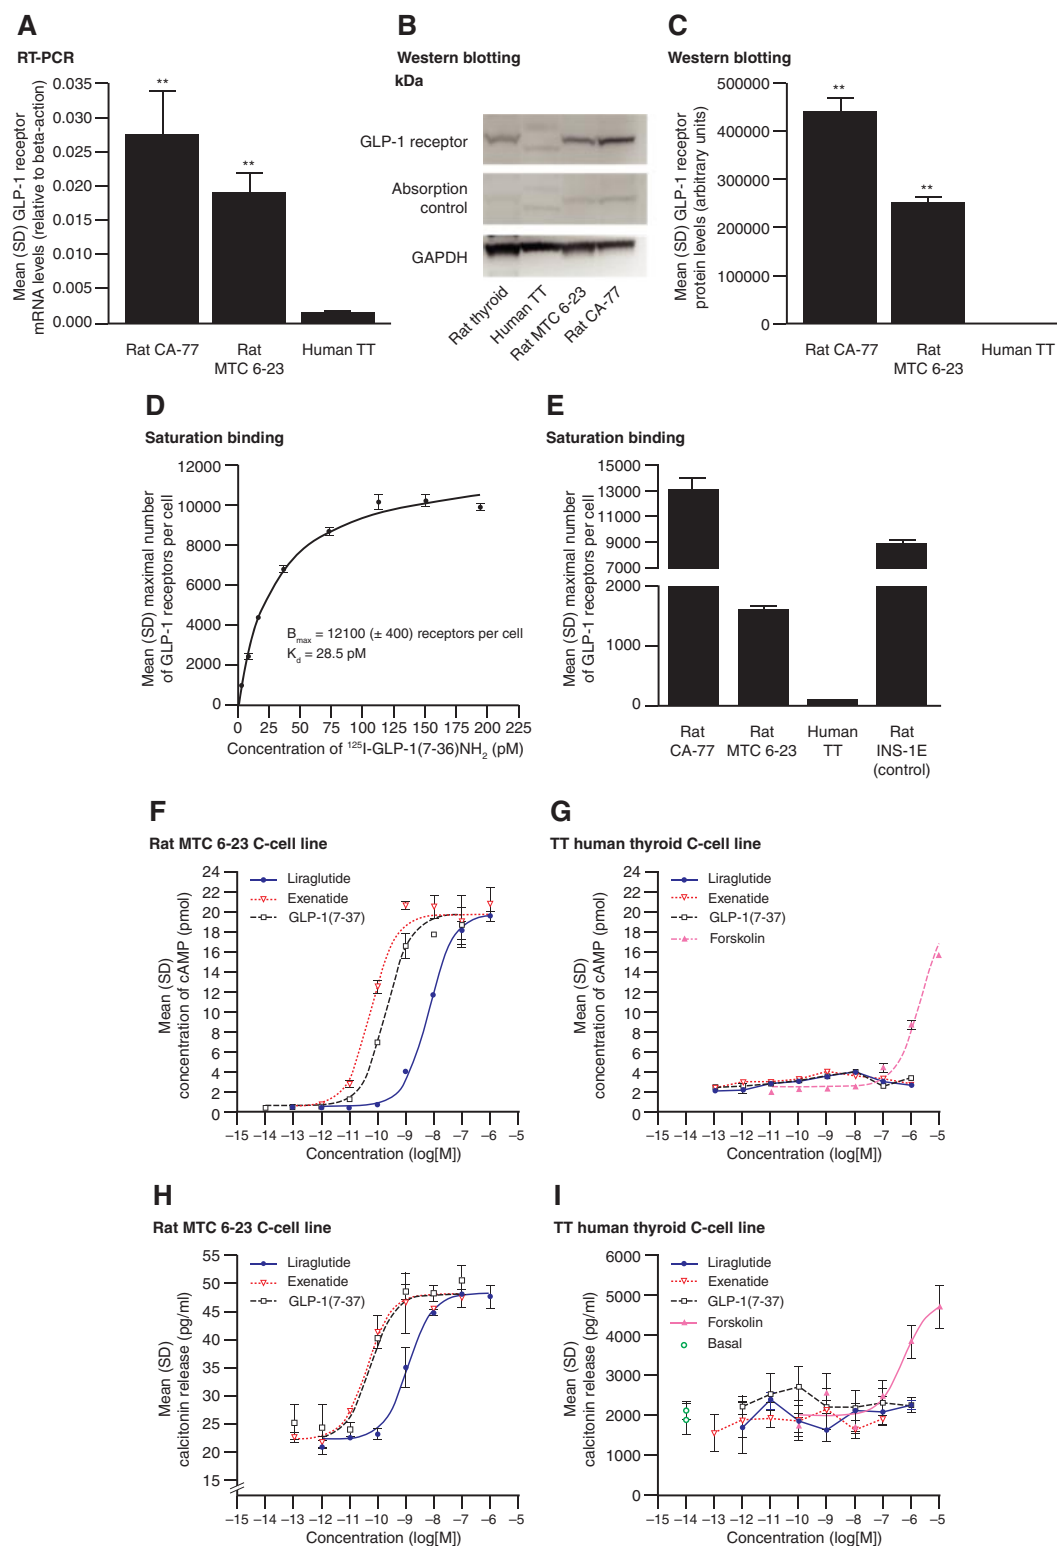 A
RT-PCR
Mean (SD) GLP-1 receptor
mRNA levels (relative to beta-action)
0.035
0.030
0.025
0.020
0.015
0.010
0.005
0.000
**
**
Rat CA-77
Rat
MTC 6-23
Human TT
B
Western blotting
kDa
GLP-1 receptor
Absorption
control
GAPDH
Rat thyroid
Human TT
Rat MTC 6-23
Rat CA-77
C
Western blotting
Mean (SD) GLP-1 receptor
protein levels (arbitrary units)
500000
400000
300000
200000
100000
0
**
**
Rat CA-77
Rat
MTC 6-23
Human TT
D
Saturation binding
Mean (SD) maximal number
of GLP-1 receptors per cell
12000
10000
8000
6000
4000
2000
0
Bmax = 12100 (± 400) receptors per cell
Kd = 28.5 pM
0 25 50 75 100 125 150 175 200 225
Concentration of 125I-GLP-1(7-36)NH2 (pM)
E
Saturation binding
Mean (SD) maximal number
of GLP-1 receptors per cell
15000
13000
11000
9000
7000
2000
1000
0
Rat
CA-77
Rat
MTC 6-23
Human
TT
Rat
INS-1E
(control)
F
Rat MTC 6-23 C-cell line
Mean (SD)
concentration of cAMP (pmol)
24
22
20
18
16
14
12
10
8
6
4
2
0
Liraglutide
Exenatide
GLP-1(7-37)
−15 −14 −13 −12 −11 −10 −9 −8 −7 −6 −5
Concentration (log[M])
G
TT human thyroid C-cell line
Mean (SD)
concentration of cAMP (pmol)
24
22
20
18
16
14
12
10
8
6
4
2
0
Liraglutide
Exenatide
GLP-1(7-37)
Forskolin
−15 −14 −13 −12 −11 −10 −9 −8 −7 −6 −5
Concentration (log[M])
H
Rat MTC 6-23 C-cell line
Mean (SD)
calcitonin release (pg/ml)
55
50
45
40
35
30
25
20
15
Liraglutide
Exenatide
GLP-1(7-37)
−15 −14 −13 −12 −11 −10 −9 −8 −7 −6 −5
Concentration (log[M])
I
TT human thyroid C-cell line
Mean (SD)
calcitonin release (pg/ml)
6000
5000
4000
3000
2000
1000
0
Liraglutide
Exenatide
GLP-1(7-37)
Forskolin
Basal
−15 −14 −13 −12 −11 −10 −9 −8 −7 −6 −5
Concentration (log[M])